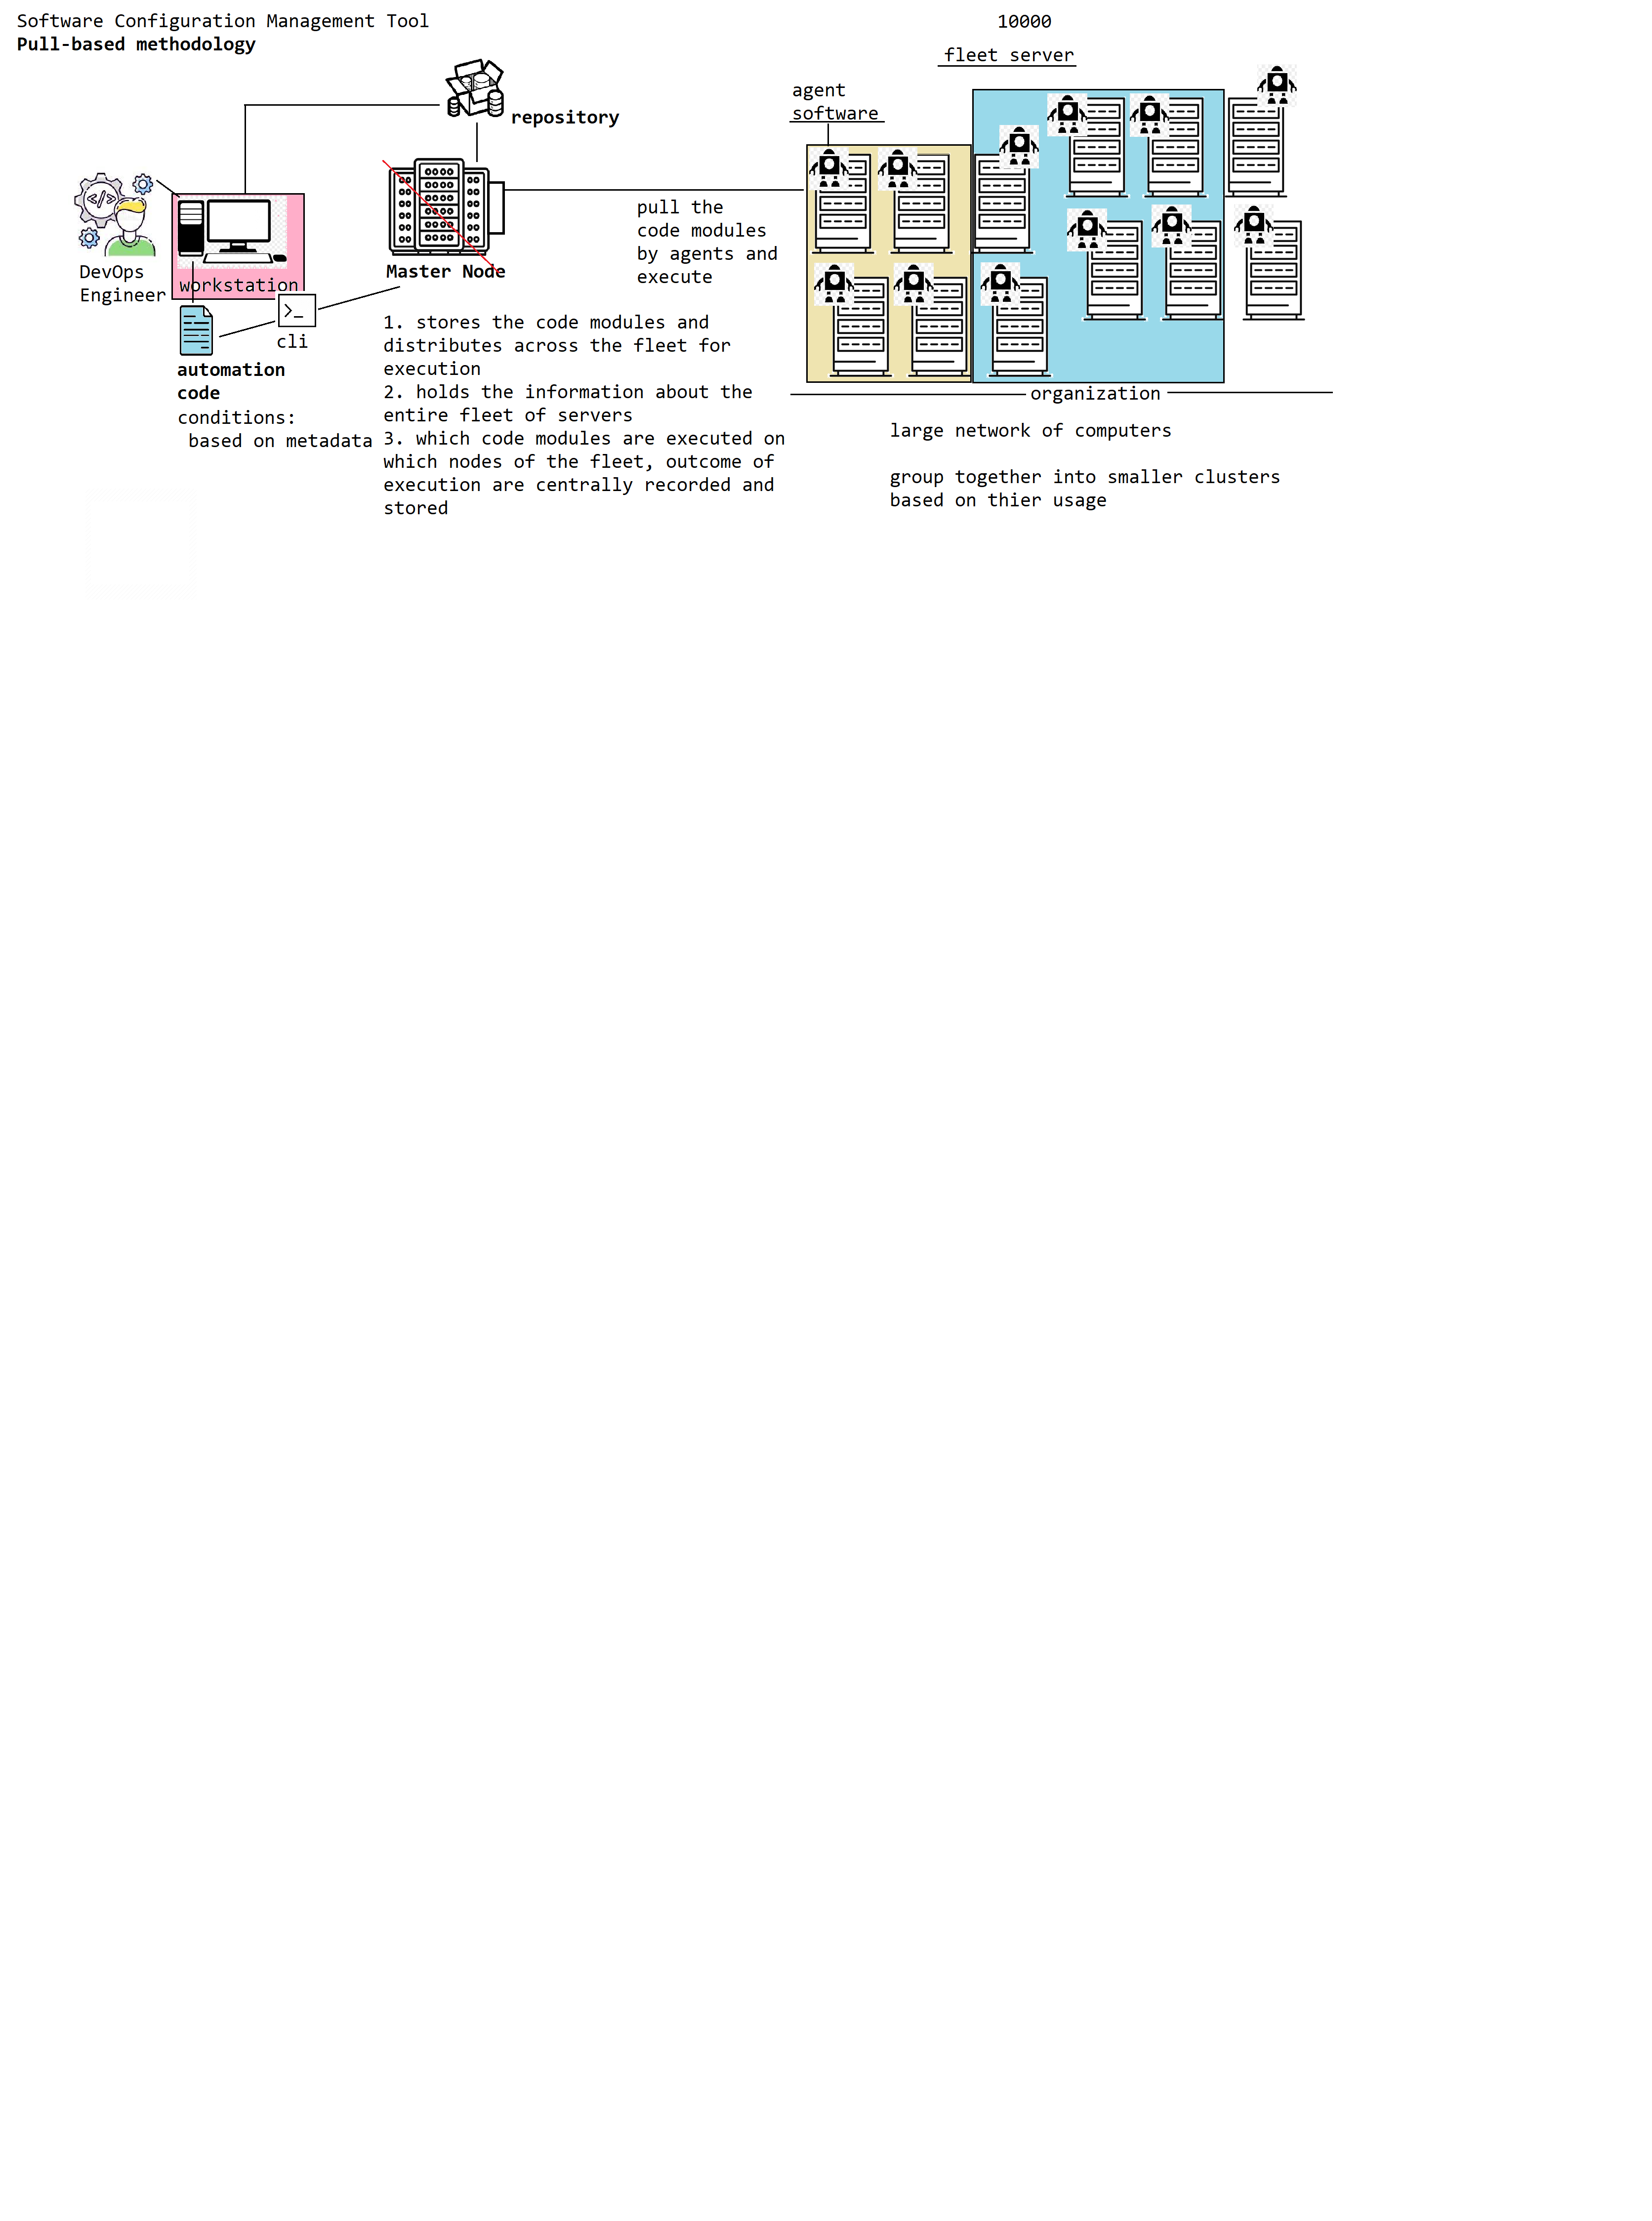 Software Configuration Management Tool
Pull-based methodology
10000
fleet server
agent
software
repository
pull the
code modules
by agents and
execute
DevOps
Engineer
workstation
Master Node
cli
automation
code
conditions:
based on metadata
1. stores the code modules and
distributes across the fleet for
execution
2. holds the information about the
entire fleet of servers
3. which code modules are executed on
which nodes of the fleet, outcome of
execution are centrally recorded and
stored
organization
large network of computers
group together into smaller clusters
based on thier usage